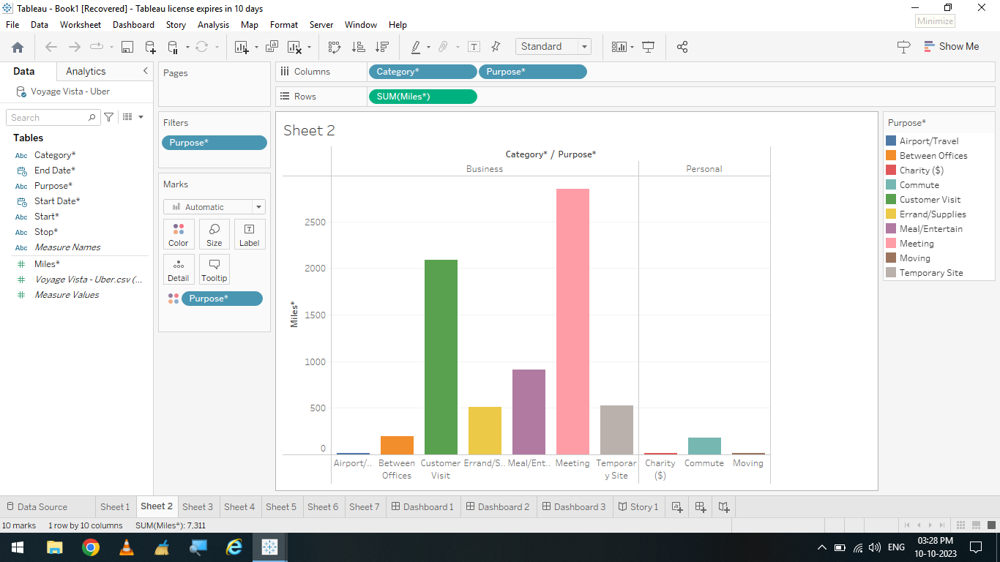 Tableau - Book1 [Recovered] - Tableau license expires in 10 days
File Data Worksheet Dashboard Story Analysis Map Format Server Window Help
Minimize
Standard
Show Me
Data Analytics
Voyage Vista - Uber
Search
Tables
Abc Category*
End Date*
Abc Purpose*
Start Date*
Abc Start*
Abc Stop*
Abc Measure Names
# Miles*
# Voyage Vista - Uber.csv (...
# Measure Values
Pages
Filters
Purpose*
Marks
Automatic
Color Size Label
Detail Tooltip
Purpose*
Columns Category* Purpose*
Rows SUM(Miles*)
Sheet 2
Category* / Purpose*
Business Personal
Miles*
2500
2000
1500
1000
500
0
Airport/.. Between Offices Customer Visit Errand/S.. Meal/Ent.. Meeting Temporary Site Charity ($) Commute Moving
Purpose*
Airport/Travel
Between Offices
Charity ($)
Commute
Customer Visit
Errand/Supplies
Meal/Entertain
Meeting
Moving
Temporary Site
Data Source Sheet 1 Sheet 2 Sheet 3 Sheet 4 Sheet 5 Sheet 6 Sheet 7 Dashboard 1 Dashboard 2 Dashboard 3 Story 1
10 marks 1 row by 10 columns SUM(Miles*): 7,311
ENG
03:28 PM
10-10-2023